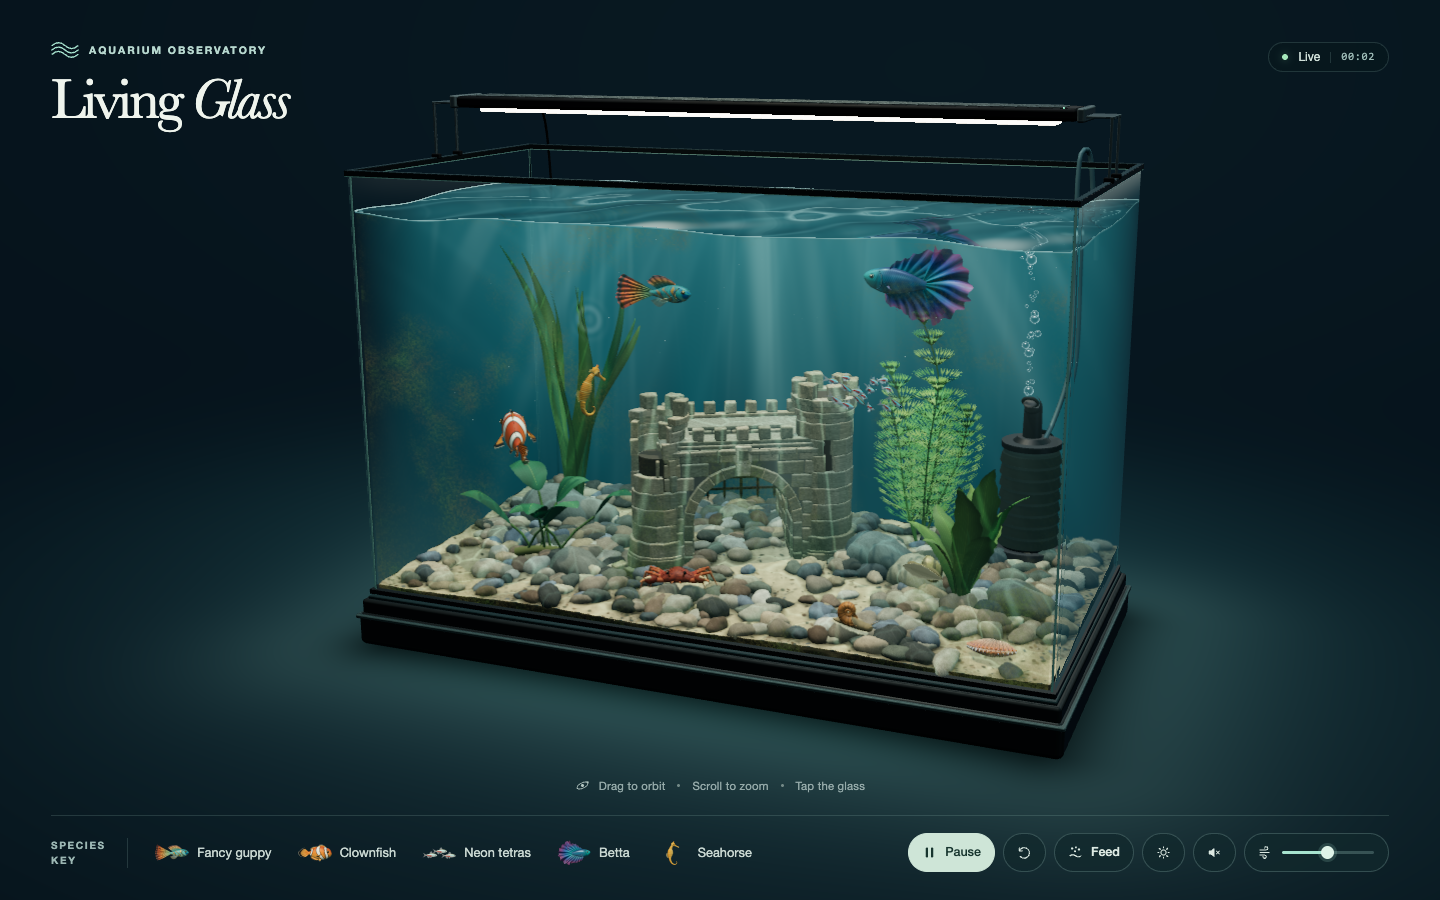 AQUARIUM OBSERVATORY
Living Glass
Live 00:02
Drag to orbit • Scroll to zoom • Tap the glass
SPECIES
KEY
Fancy guppy
Clownfish
Neon tetras
Betta
Seahorse
Pause
Feed